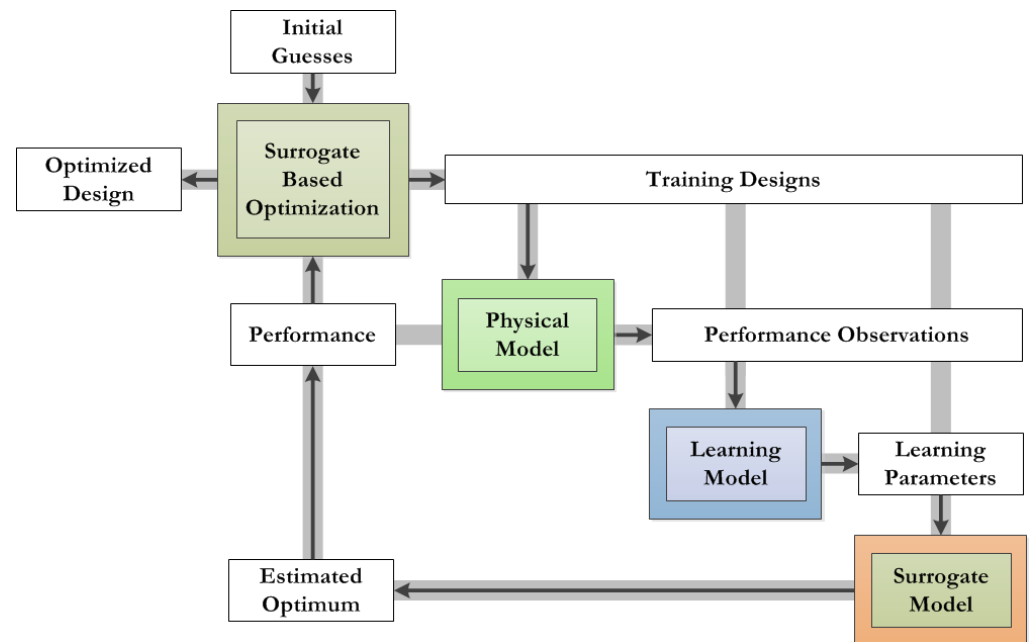 Initial
Guesses
Optimized
Design
Surrogate
Based
Optimization
Training Designs
Performance
Physical
Model
Performance Observations
Learning
Model
Learning
Parameters
Estimated
Optimum
Surrogate
Model